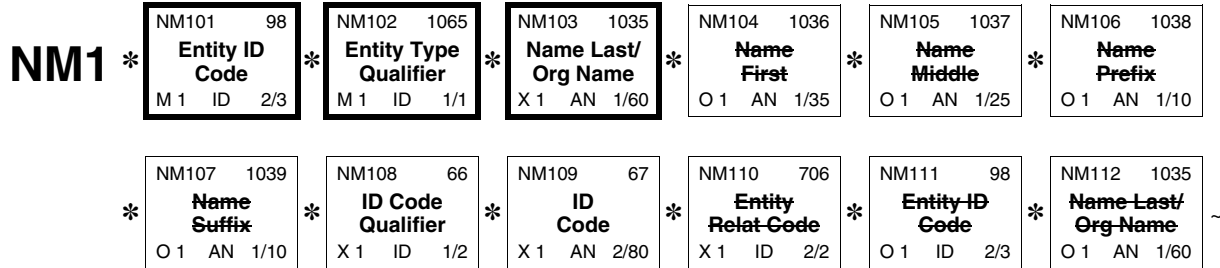 NM101 98 NM102 1065 NM103 1035 NM104 1036 NM105 1037 NM106 1038
NM1 * Entity ID * Entity Type * Name Last/ * Name * Name * Name
Code Qualifier Org Name First Middle Prefix
M 1 ID 2/3 M 1 ID 1/1 X 1 AN 1/60 O 1 AN 1/35 O 1 AN 1/25 O 1 AN 1/10
NM107 1039 NM108 66 NM109 67 NM110 706 NM111 98 NM112 1035
* Name * ID Code * ID * Entity * Entity ID * Name Last/ ~
Suffix Qualifier Code Relat Code Code Org Name
O 1 AN 1/10 X 1 ID 1/2 X 1 AN 2/80 X 1 ID 2/2 O 1 ID 2/3 O 1 AN 1/60